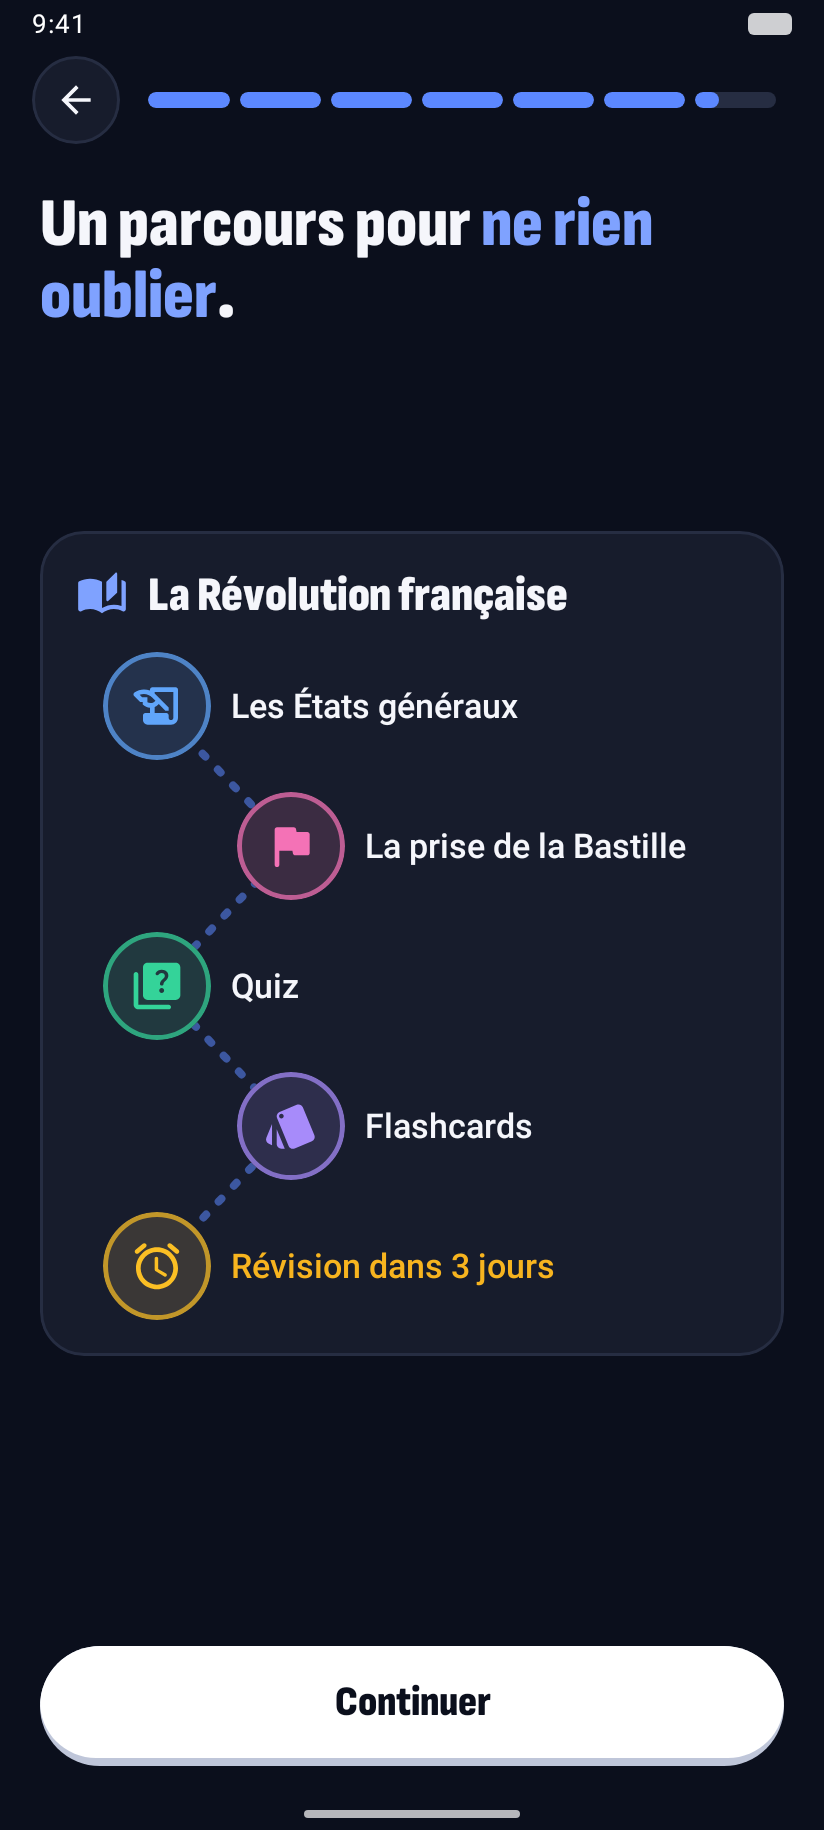 9:41
Un parcours pour ne rien
oublier.
La Révolution française
Les États généraux
La prise de la Bastille
Quiz
Flashcards
Révision dans 3 jours
Continuer